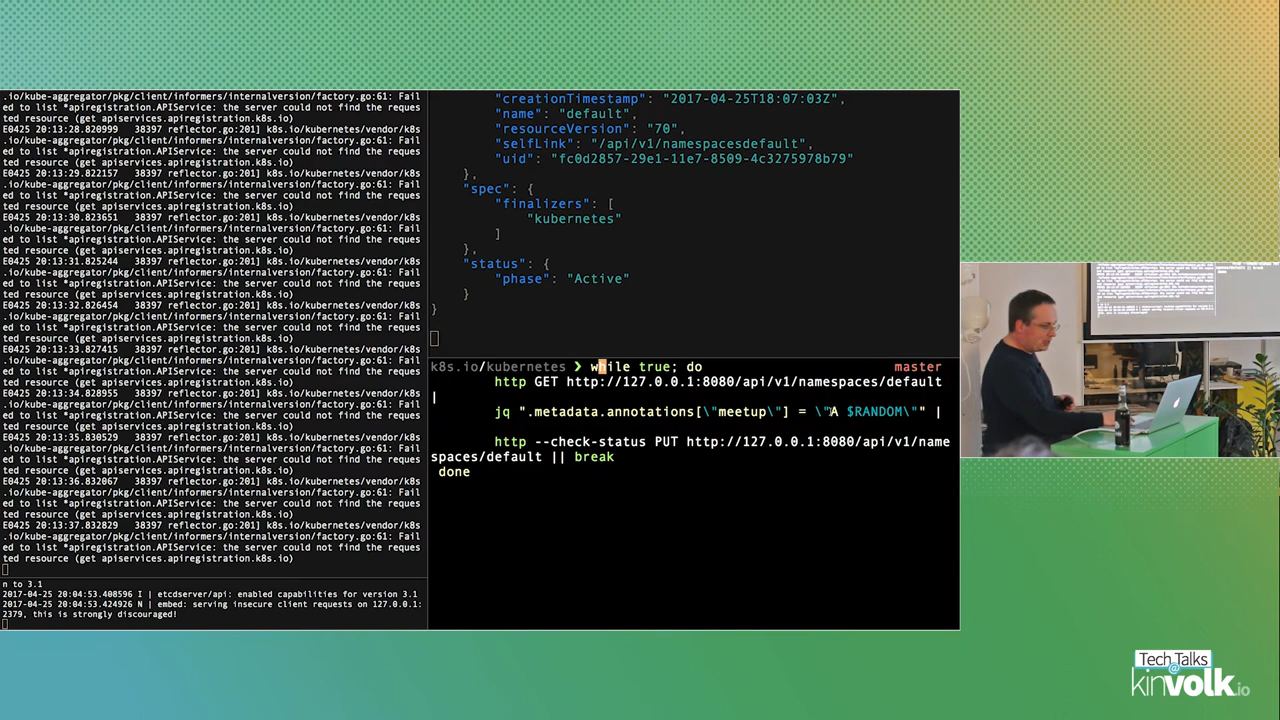 .io/kube-aggregator/pkg/client/informers/internalversion/factory.go:61: Fail
ed to list *apiregistration.APIService: the server could not find the reques
ted resource (get apiservices.apiregistration.k8s.io)
E0425 20:13:28.820999   38397 reflector.go:201] k8s.io/kubernetes/vendor/k8s
.io/kube-aggregator/pkg/client/informers/internalversion/factory.go:61: Fail
ed to list *apiregistration.APIService: the server could not find the reques
ted resource (get apiservices.apiregistration.k8s.io)
E0425 20:13:29.822157   38397 reflector.go:201] k8s.io/kubernetes/vendor/k8s
.io/kube-aggregator/pkg/client/informers/internalversion/factory.go:61: Fail
ed to list *apiregistration.APIService: the server could not find the reques
ted resource (get apiservices.apiregistration.k8s.io)
E0425 20:13:30.823651   38397 reflector.go:201] k8s.io/kubernetes/vendor/k8s
.io/kube-aggregator/pkg/client/informers/internalversion/factory.go:61: Fail
ed to list *apiregistration.APIService: the server could not find the reques
ted resource (get apiservices.apiregistration.k8s.io)
E0425 20:13:31.825244   38397 reflector.go:201] k8s.io/kubernetes/vendor/k8s
.io/kube-aggregator/pkg/client/informers/internalversion/factory.go:61: Fail
ed to list *apiregistration.APIService: the server could not find the reques
ted resource (get apiservices.apiregistration.k8s.io)
E0425 20:13:32.826454   38397 reflector.go:201] k8s.io/kubernetes/vendor/k8s
.io/kube-aggregator/pkg/client/informers/internalversion/factory.go:61: Fail
ed to list *apiregistration.APIService: the server could not find the reques
ted resource (get apiservices.apiregistration.k8s.io)
E0425 20:13:33.827415   38397 reflector.go:201] k8s.io/kubernetes/vendor/k8s
.io/kube-aggregator/pkg/client/informers/internalversion/factory.go:61: Fail
ed to list *apiregistration.APIService: the server could not find the reques
ted resource (get apiservices.apiregistration.k8s.io)
E0425 20:13:34.828816   38397 reflector.go:201] k8s.io/kubernetes/vendor/k8s
.io/kube-aggregator/pkg/client/informers/internalversion/factory.go:61: Fail
ed to list *apiregistration.APIService: the server could not find the reques
ted resource (get apiservices.apiregistration.k8s.io)
E0425 20:13:35.830529   38397 reflector.go:201] k8s.io/kubernetes/vendor/k8s
.io/kube-aggregator/pkg/client/informers/internalversion/factory.go:61: Fail
ed to list *apiregistration.APIService: the server could not find the reques
ted resource (get apiservices.apiregistration.k8s.io)
E0425 20:13:36.832067   38397 reflector.go:201] k8s.io/kubernetes/vendor/k8s
.io/kube-aggregator/pkg/client/informers/internalversion/factory.go:61: Fail
ed to list *apiregistration.APIService: the server could not find the reques
ted resource (get apiservices.apiregistration.k8s.io)
E0425 20:13:37.832829   38397 reflector.go:201] k8s.io/kubernetes/vendor/k8s
.io/kube-aggregator/pkg/client/informers/internalversion/factory.go:61: Fail
ed to list *apiregistration.APIService: the server could not find the reques
ted resource (get apiservices.apiregistration.k8s.io)
n to 3.1
2017-04-25 20:04:53.408596 I | etcdserver/api: enabled capabilities for version 3.1
2017-04-25 20:04:53.424926 N | embed: serving insecure client requests on 127.0.0.1:
2379, this is strongly discouraged!
"creationTimestamp": "2017-04-25T18:07:03Z",
"name": "default",
"resourceVersion": "70",
"selfLink": "/api/v1/namespacesdefault",
"uid": "fc0d2857-29e1-11e7-8509-4c3275978b79"
},
"spec": {
"finalizers": [
"kubernetes"
]
},
"status": {
"phase": "Active"
}
}
k8s.io/kubernetes ❯ while true; do master
http GET http://127.0.0.1:8080/api/v1/namespaces/default
|
jq ".metadata.annotations[\"meetup\"] = \"A $RANDOM\"" |
http --check-status PUT http://127.0.0.1:8080/api/v1/name
spaces/default || break
done
Tech Talks
@
kinvolk.io